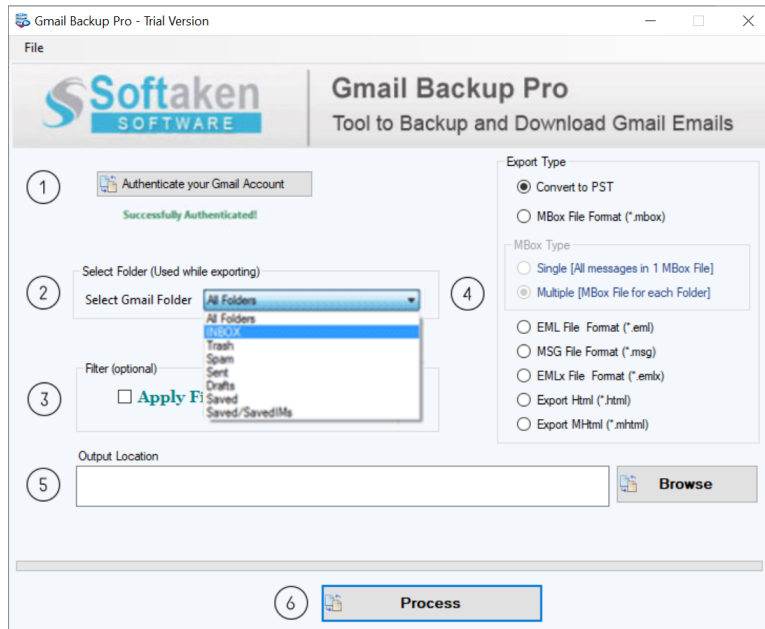 Gmail Backup Pro - Trial Version
File
Softaken
SOFTWARE
Gmail Backup Pro
Tool to Backup and Download Gmail Emails
1
Authenticate your Gmail Account
Successfully Authenticated!
2
Select Folder (Used while exporting)
Select Gmail Folder
All Folders
All Folders
INBOX
Trash
Spam
Sent
Drafts
Saved
Saved/SavedIMs
3
Filter (optional)
Apply Fi
4
Export Type
Convert to PST
MBox File Format (*.mbox)
MBox Type
Single [All messages in 1 MBox File]
Multiple [MBox File for each Folder]
EML File Format (*.eml)
MSG File Format (*.msg)
EMLx File Format (*.emlx)
Export Html (*.html)
Export MHtml (*.mhtml)
5
Output Location
Browse
6
Process